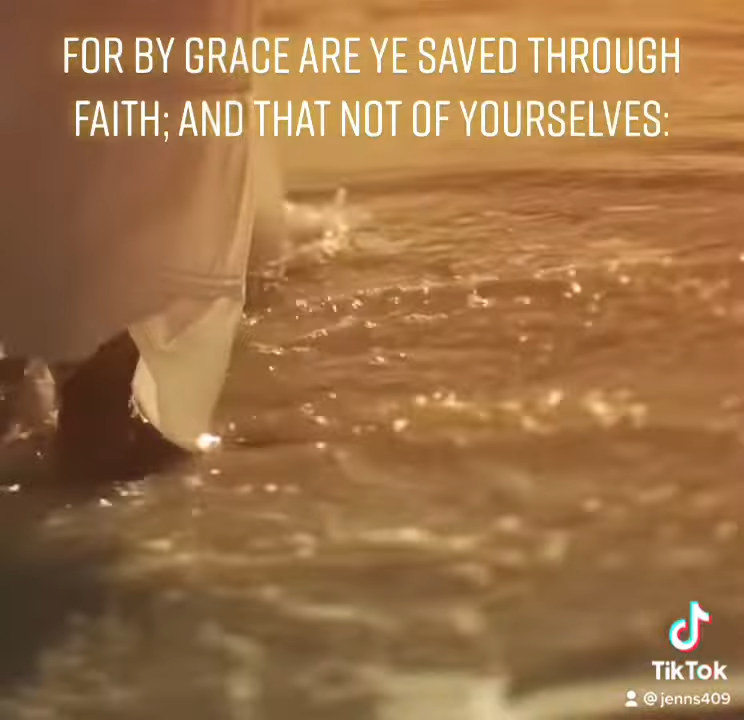 FOR BY GRACE ARE YE SAVED THROUGH
FAITH; AND THAT NOT OF YOURSELVES:
TikTok
@jenns409